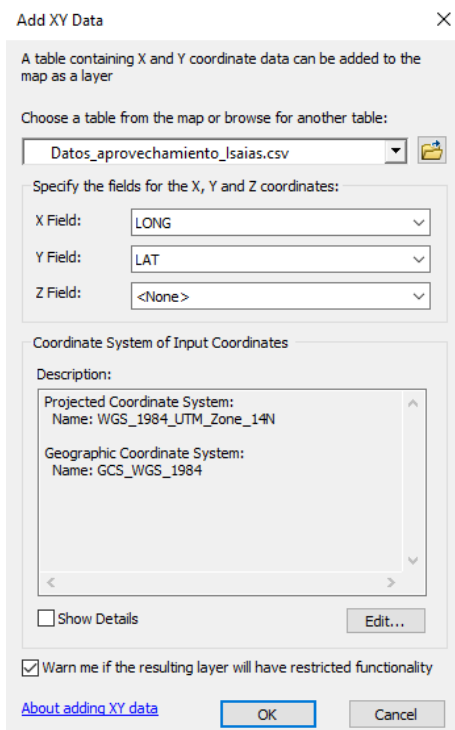 Add XY Data
A table containing X and Y coordinate data can be added to the
map as a layer
Choose a table from the map or browse for another table:
Datos_aprovechamiento_Isaias.csv
Specify the fields for the X, Y and Z coordinates:
X Field:
LONG
Y Field:
LAT
Z Field:
<None>
Coordinate System of Input Coordinates
Description:
Projected Coordinate System:
Name: WGS_1984_UTM_Zone_14N
Geographic Coordinate System:
Name: GCS_WGS_1984
Show Details
Edit...
Warn me if the resulting layer will have restricted functionality
About adding XY data
OK
Cancel